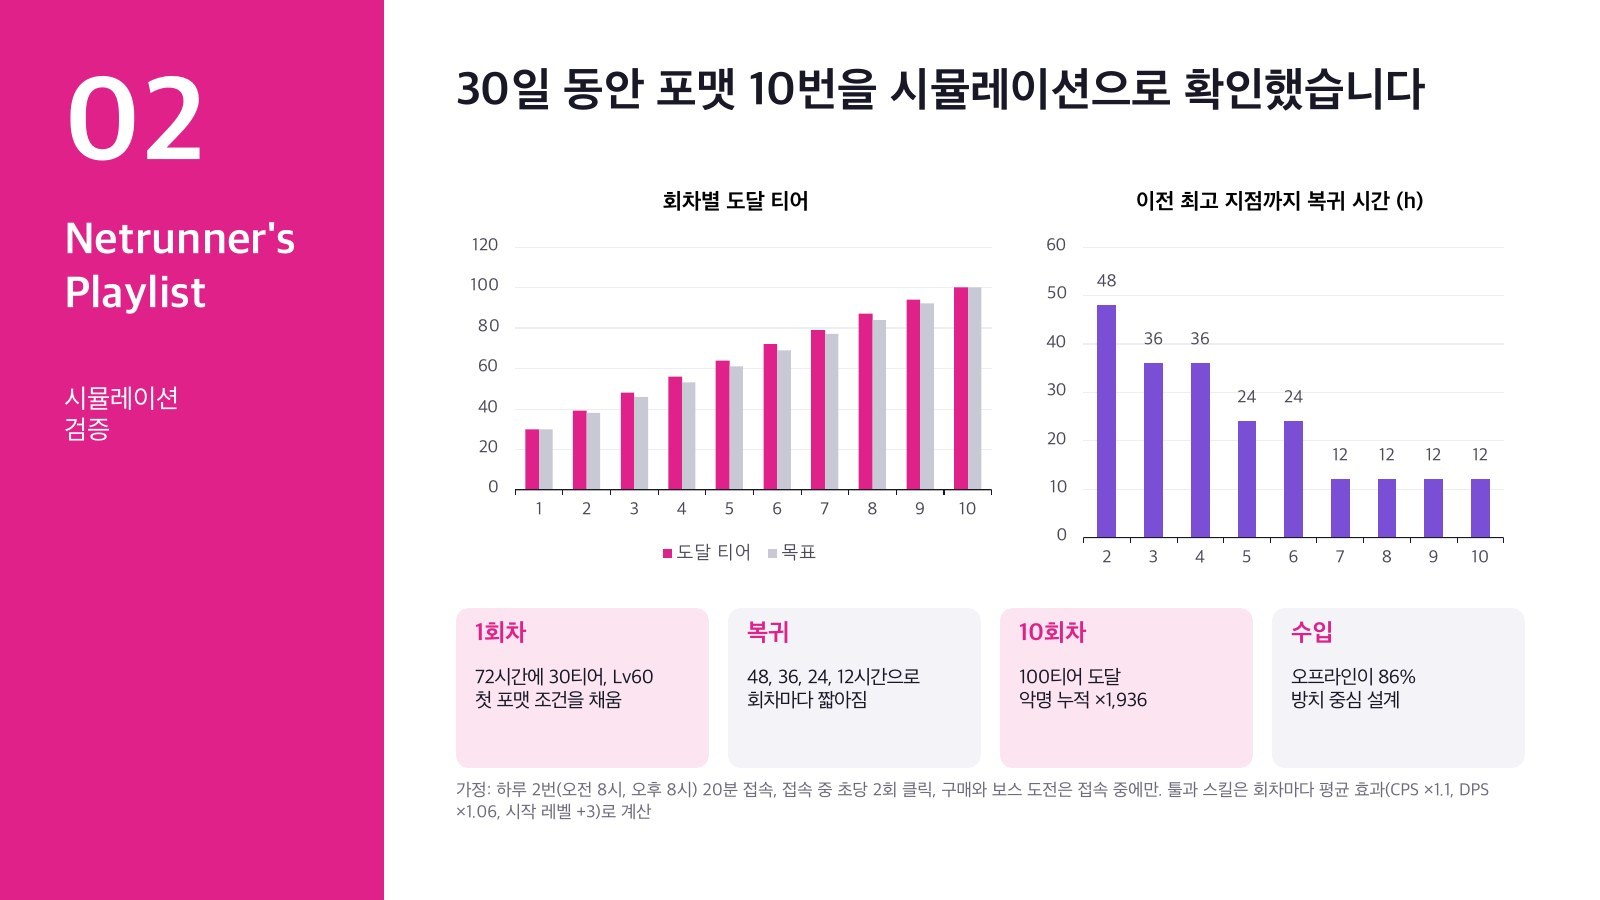 02
Netrunner's
Playlist
시뮬레이션
검증
30일 동안 포맷 10번을 시뮬레이션으로 확인했습니다
회차별 도달 티어
120
100
80
60
40
20
0
1 2 3 4 5 6 7 8 9 10
도달 티어 목표
이전 최고 지점까지 복귀 시간 (h)
60
50
40
30
20
10
0
48 36 36 24 24 12 12 12 12
2 3 4 5 6 7 8 9 10
1회차
72시간에 30티어, Lv60
첫 포맷 조건을 채움
복귀
48, 36, 24, 12시간으로
회차마다 짧아짐
10회차
100티어 도달
악명 누적 ×1,936
수입
오프라인이 86%
방치 중심 설계
가정: 하루 2번(오전 8시, 오후 8시) 20분 접속, 접속 중 초당 2회 클릭, 구매와 보스 도전은 접속 중에만. 툴과 스킬은 회차마다 평균 효과(CPS ×1.1, DPS
×1.06, 시작 레벨 +3)로 계산